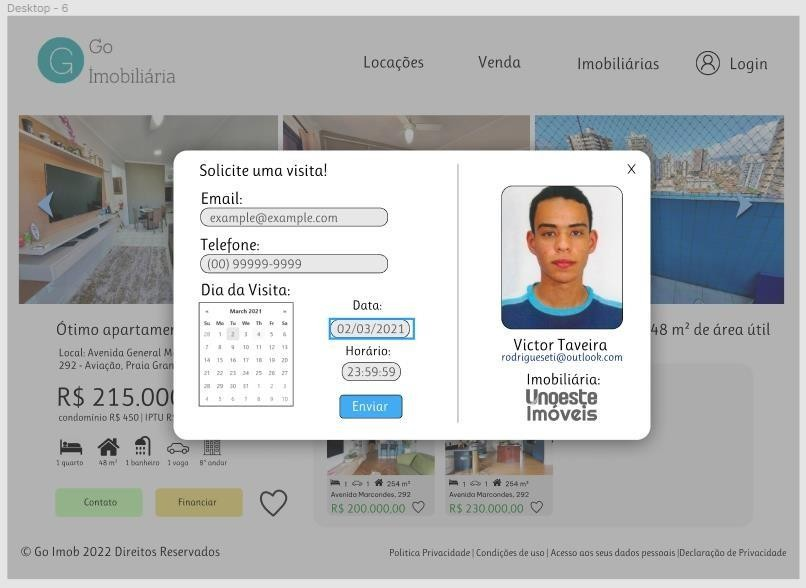 Desktop - 6
G
Go
Imobiliária
Locações
Venda
Imobiliárias
Login
Solicite uma visita!
X
Email:
example@example.com
Telefone:
(00) 99999-9999
Dia da Visita:
« March 2021 »
Su Mo Tu We Th Fr Sa
28 1 2 3 4 5 6
7 8 9 10 11 12 13
14 15 16 17 18 19 20
21 22 23 24 25 26 27
28 29 30 31 1 2 3
4 5 6 7 8 9 10
Data:
02/03/2021
Horário:
23:59:59
Enviar
Victor Taveira
rodrigueseti@outlook.com
Imobiliária:
Unoeste
Imóveis
Ótimo apartamen
48 m² de área útil
Local: Avenida General M
292 - Aviação, Praia Gran
R$ 215.000
condomínio R$ 450 | IPTU R
1 quarto
48 m²
1 banheiro
1 vaga
8° andar
Contato
Financiar
1 1 254 m²
Avenida Marcondes, 292
R$ 200.000,00
1 1 254 m²
Avenida Marcondes, 292
R$ 230.000,00
© Go Imob 2022 Direitos Reservados
Politica Privacidade | Condições de uso | Acesso aos seus dados pessoais |Declaração de Privacidade